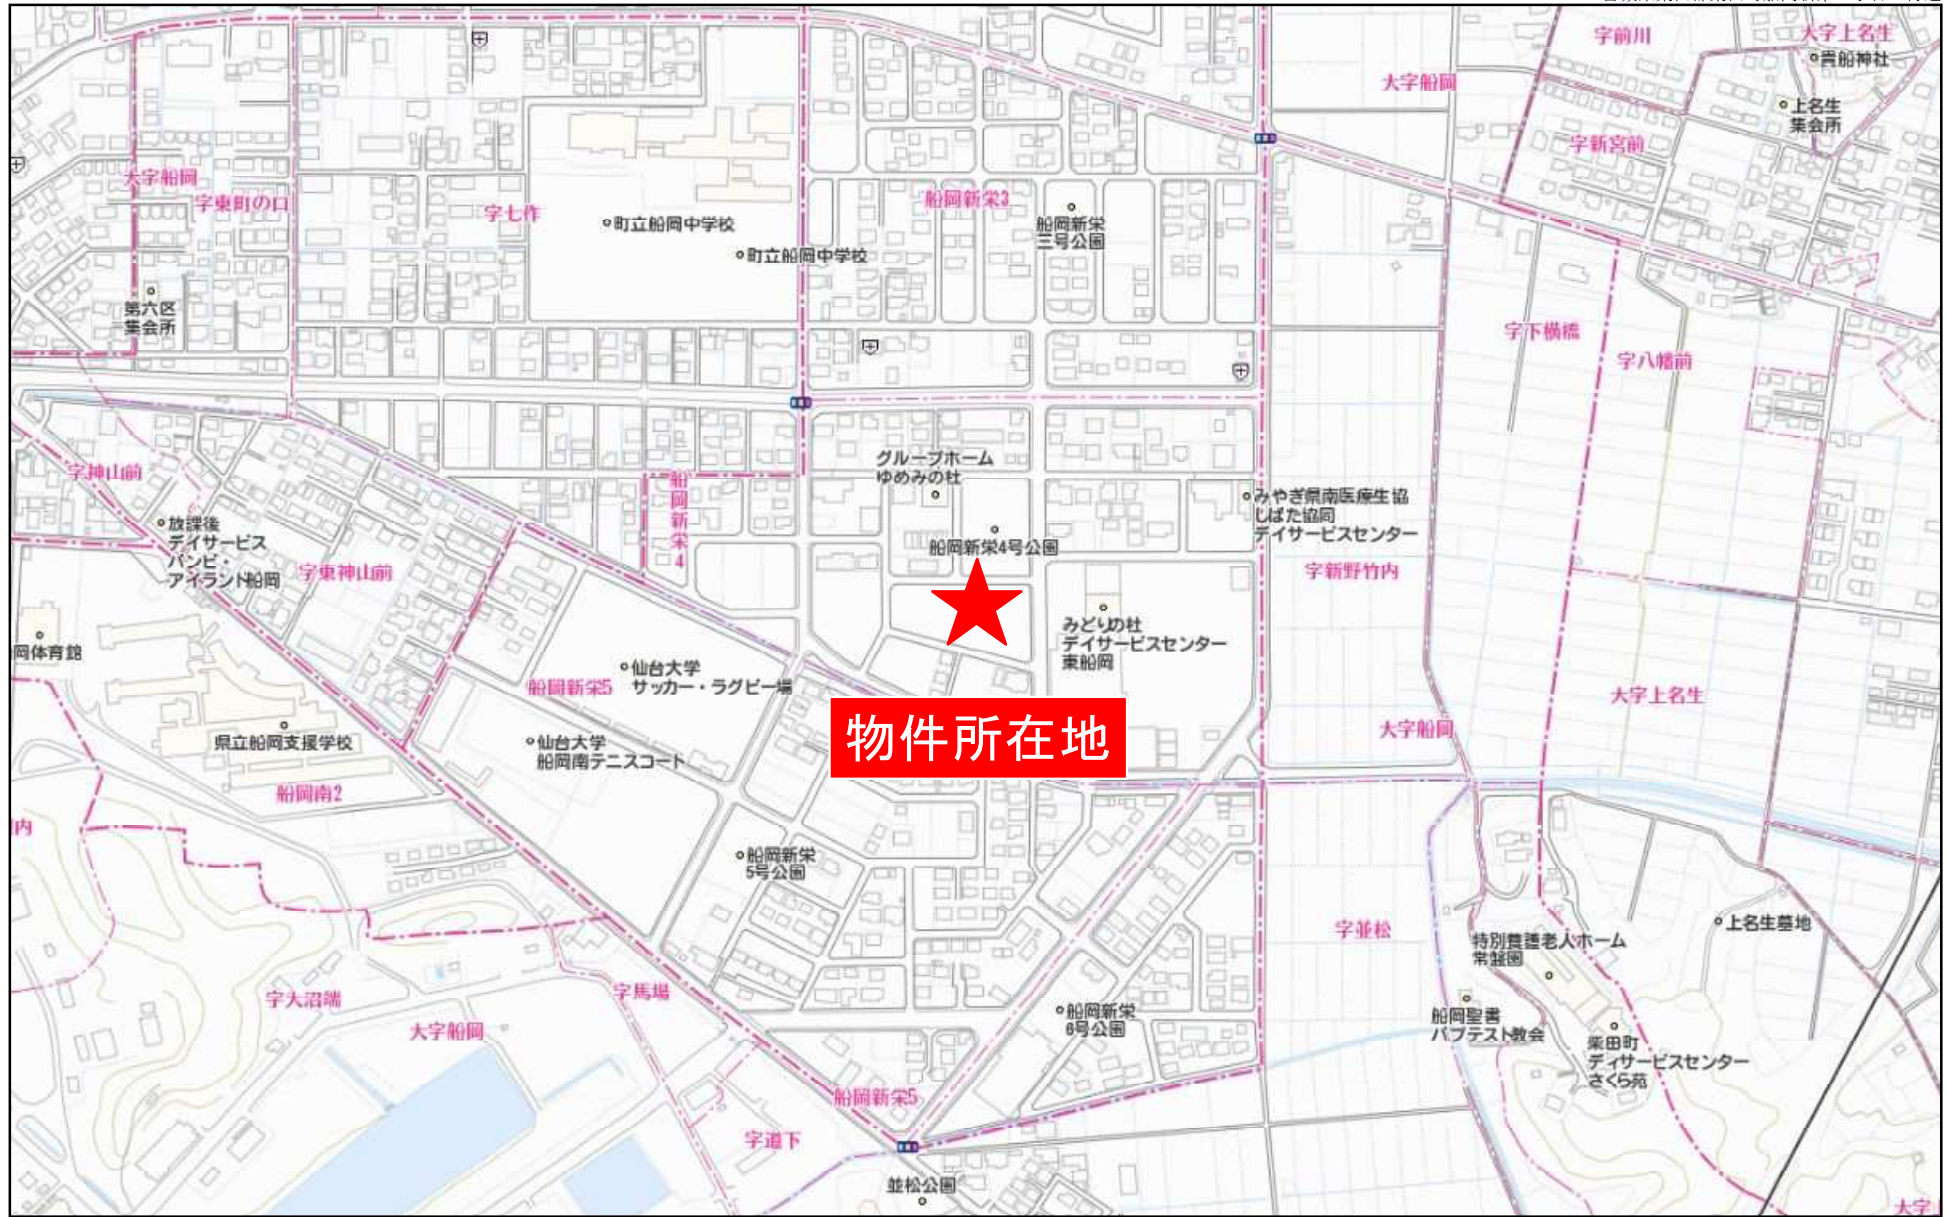 字前川
大字上名生
貴船神社
大字船岡
上名生
集会所
字新宮前
大字船岡
字東町の口
字七作
町立船岡中学校
町立船岡中学校
船岡新栄3
船岡新栄
三号公園
第六区
集会所
字下横橋
字八幡前
字神山前
グループホーム
ゆめみの杜
船岡新栄4
みやぎ県南医療生協
しばた協同
デイサービスセンター
放課後
デイサービス
バンビ・
アイランド船岡
字東神山前
船岡新栄4号公園
字新野竹内
岡体育館
みどりの杜
デイサービスセンター
東船岡
仙台大学
サッカー・ラグビー場
船岡新栄5
大字上名生
大字船岡
県立船岡支援学校
仙台大学
船岡南テニスコート
物件所在地
船岡南2
内
船岡新栄
5号公園
字並松
上名生墓地
特別養護老人ホーム
常盤園
字大沼端
字馬場
大字船岡
船岡新栄
6号公園
船岡聖書
バプテスト教会
柴田町
ディサービスセンター
さくら苑
船岡新栄5
字道下
並松公園
大字